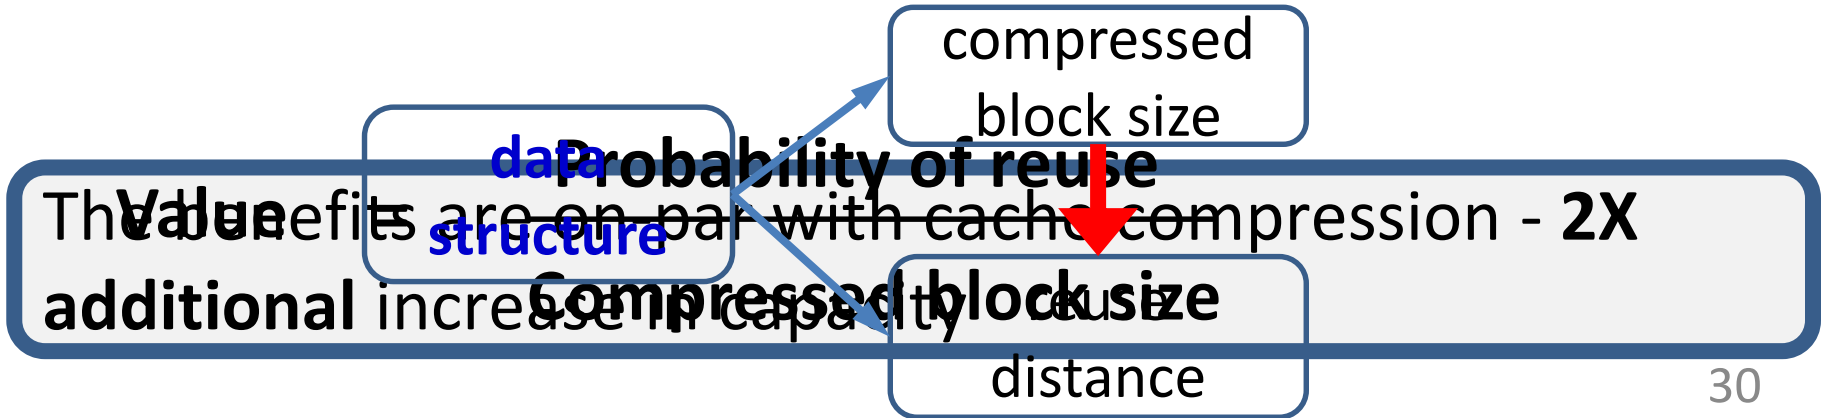 compressed
block size
data
structure
Probability of reuse
Value =
Compressed block size
The benefits are on par with cache compression - 2X
additional increase in capacity
reuse
distance
30